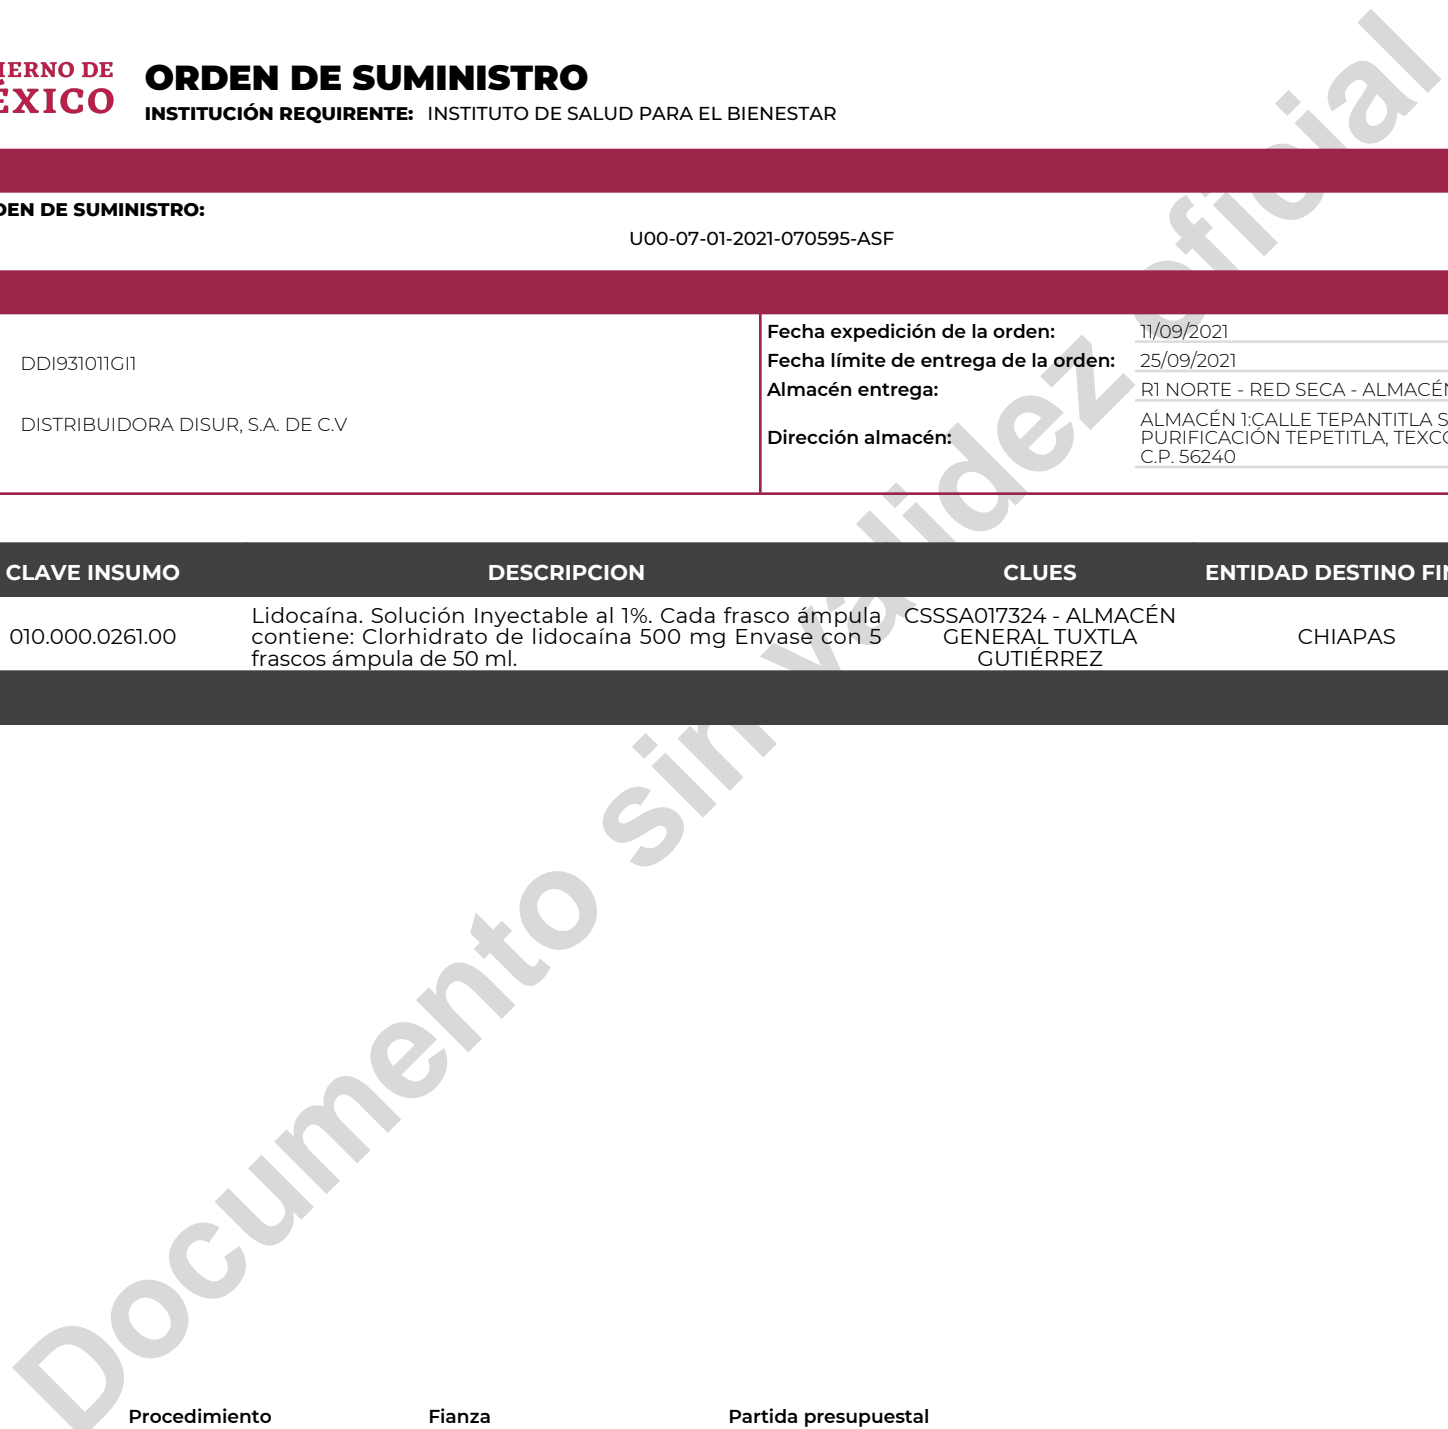 IERNO DE
ÉXICO
ORDEN DE SUMINISTRO
INSTITUCIÓN REQUIRENTE: INSTITUTO DE SALUD PARA EL BIENESTAR
DEN DE SUMINISTRO:
U00-07-01-2021-070595-ASF
DDI931011GI1
DISTRIBUIDORA DISUR, S.A. DE C.V
Fecha expedición de la orden: 11/09/2021
Fecha límite de entrega de la orden: 25/09/2021
Almacén entrega: R1 NORTE - RED SECA - ALMACÉN
Dirección almacén:
ALMACÉN 1:CALLE TEPANTITLA S
PURIFICACIÓN TEPETITLA, TEXCO
C.P. 56240
CLAVE INSUMO DESCRIPCION CLUES ENTIDAD DESTINO FIN
010.000.0261.00
Lidocaína. Solución Inyectable al 1%. Cada frasco ámpula
contiene: Clorhidrato de lidocaína 500 mg Envase con 5
frascos ámpula de 50 ml.
CSSSA017324 - ALMACÉN
GENERAL TUXTLA
GUTIÉRREZ
CHIAPAS
Documento sin validez oficial
Procedimiento Fianza Partida presupuestal